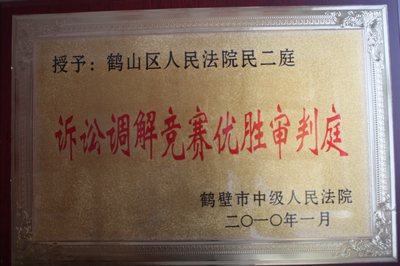 授予：鹤山区人民法院民二庭
诉讼调解竞赛优胜审判庭
鹤壁市中级人民法院
二〇一〇年一月